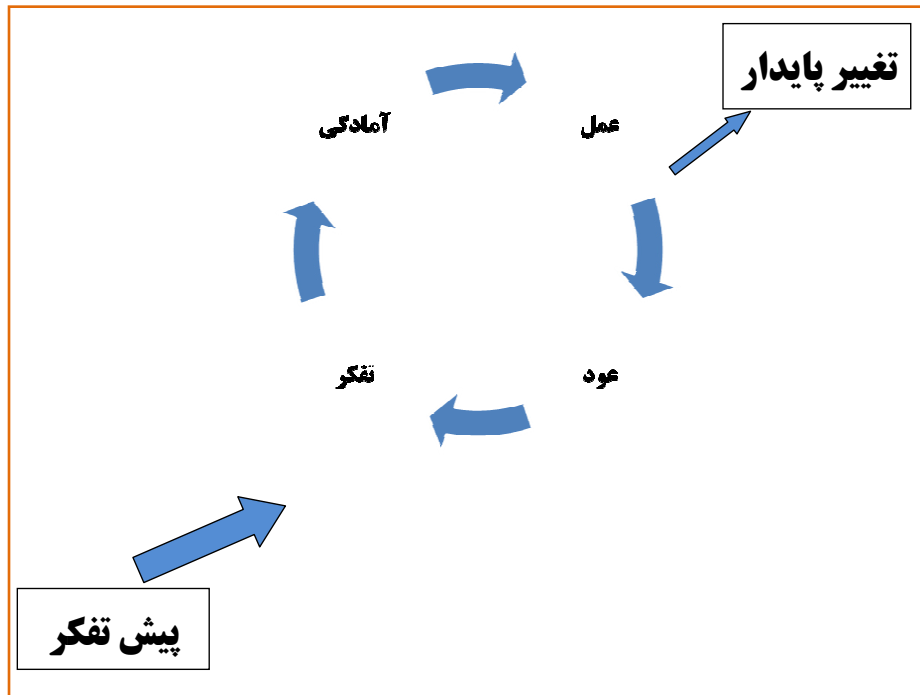 تغییر پایدار
آمادگی
عمل
تفکر
عود
پیش تفکر